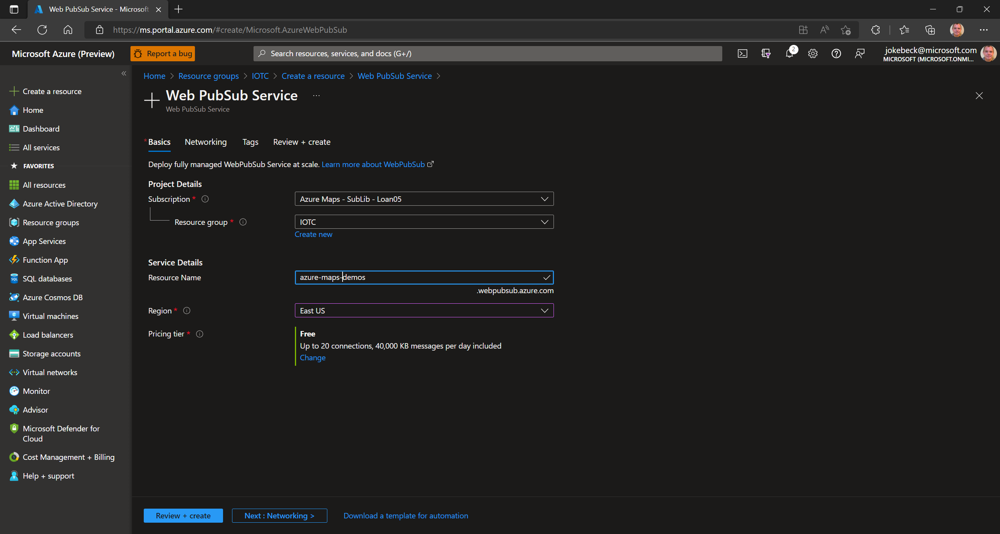 Web PubSub Service - Microsoft
https://ms.portal.azure.com/#create/Microsoft.AzureWebPubSub
Microsoft Azure (Preview)
Report a bug
Search resources, services, and docs (G+/)
2
jokebeck@microsoft.com
MICROSOFT (MICROSOFT.ONMI...
Create a resource
Home
Dashboard
All services
FAVORITES
All resources
Azure Active Directory
Resource groups
App Services
Function App
SQL databases
Azure Cosmos DB
Virtual machines
Load balancers
Storage accounts
Virtual networks
Monitor
Advisor
Microsoft Defender for
Cloud
Cost Management + Billing
Help + support
Home > Resource groups > IOTC > Create a resource > Web PubSub Service >
Web PubSub Service ...
Web PubSub Service
* Basics Networking Tags Review + create
Deploy fully managed WebPubSub Service at scale. Learn more about WebPubSub
Project Details
Subscription *
Azure Maps - SubLib - Loan05
Resource group *
IOTC
Create new
Service Details
Resource Name
azure-maps-demos
.webpubsub.azure.com
Region *
East US
Pricing tier *
Free
Up to 20 connections, 40,000 KB messages per day included
Change
Review + create
Next : Networking >
Download a template for automation